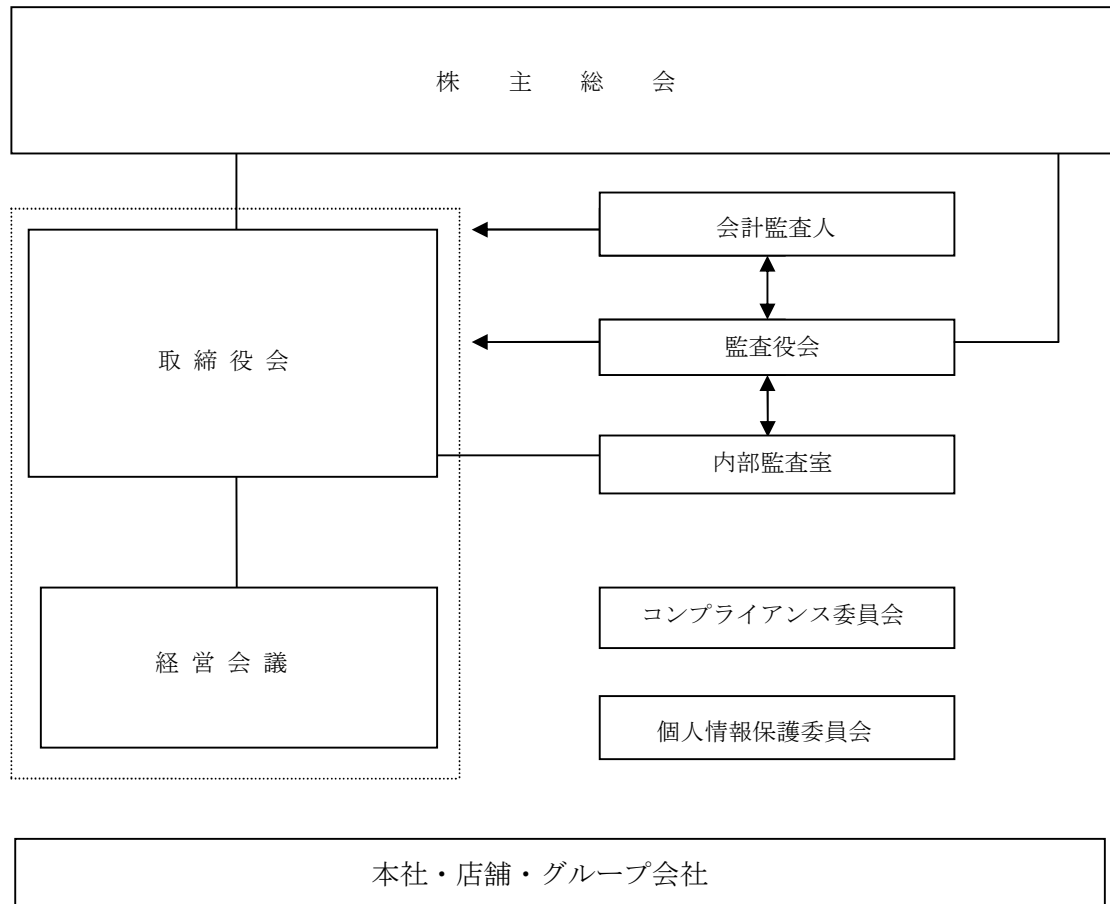 株 主 総 会
会計監査人
取 締 役 会
監査役会
内部監査室
経 営 会 議
コンプライアンス委員会
個人情報保護委員会
本社・店舗・グループ会社